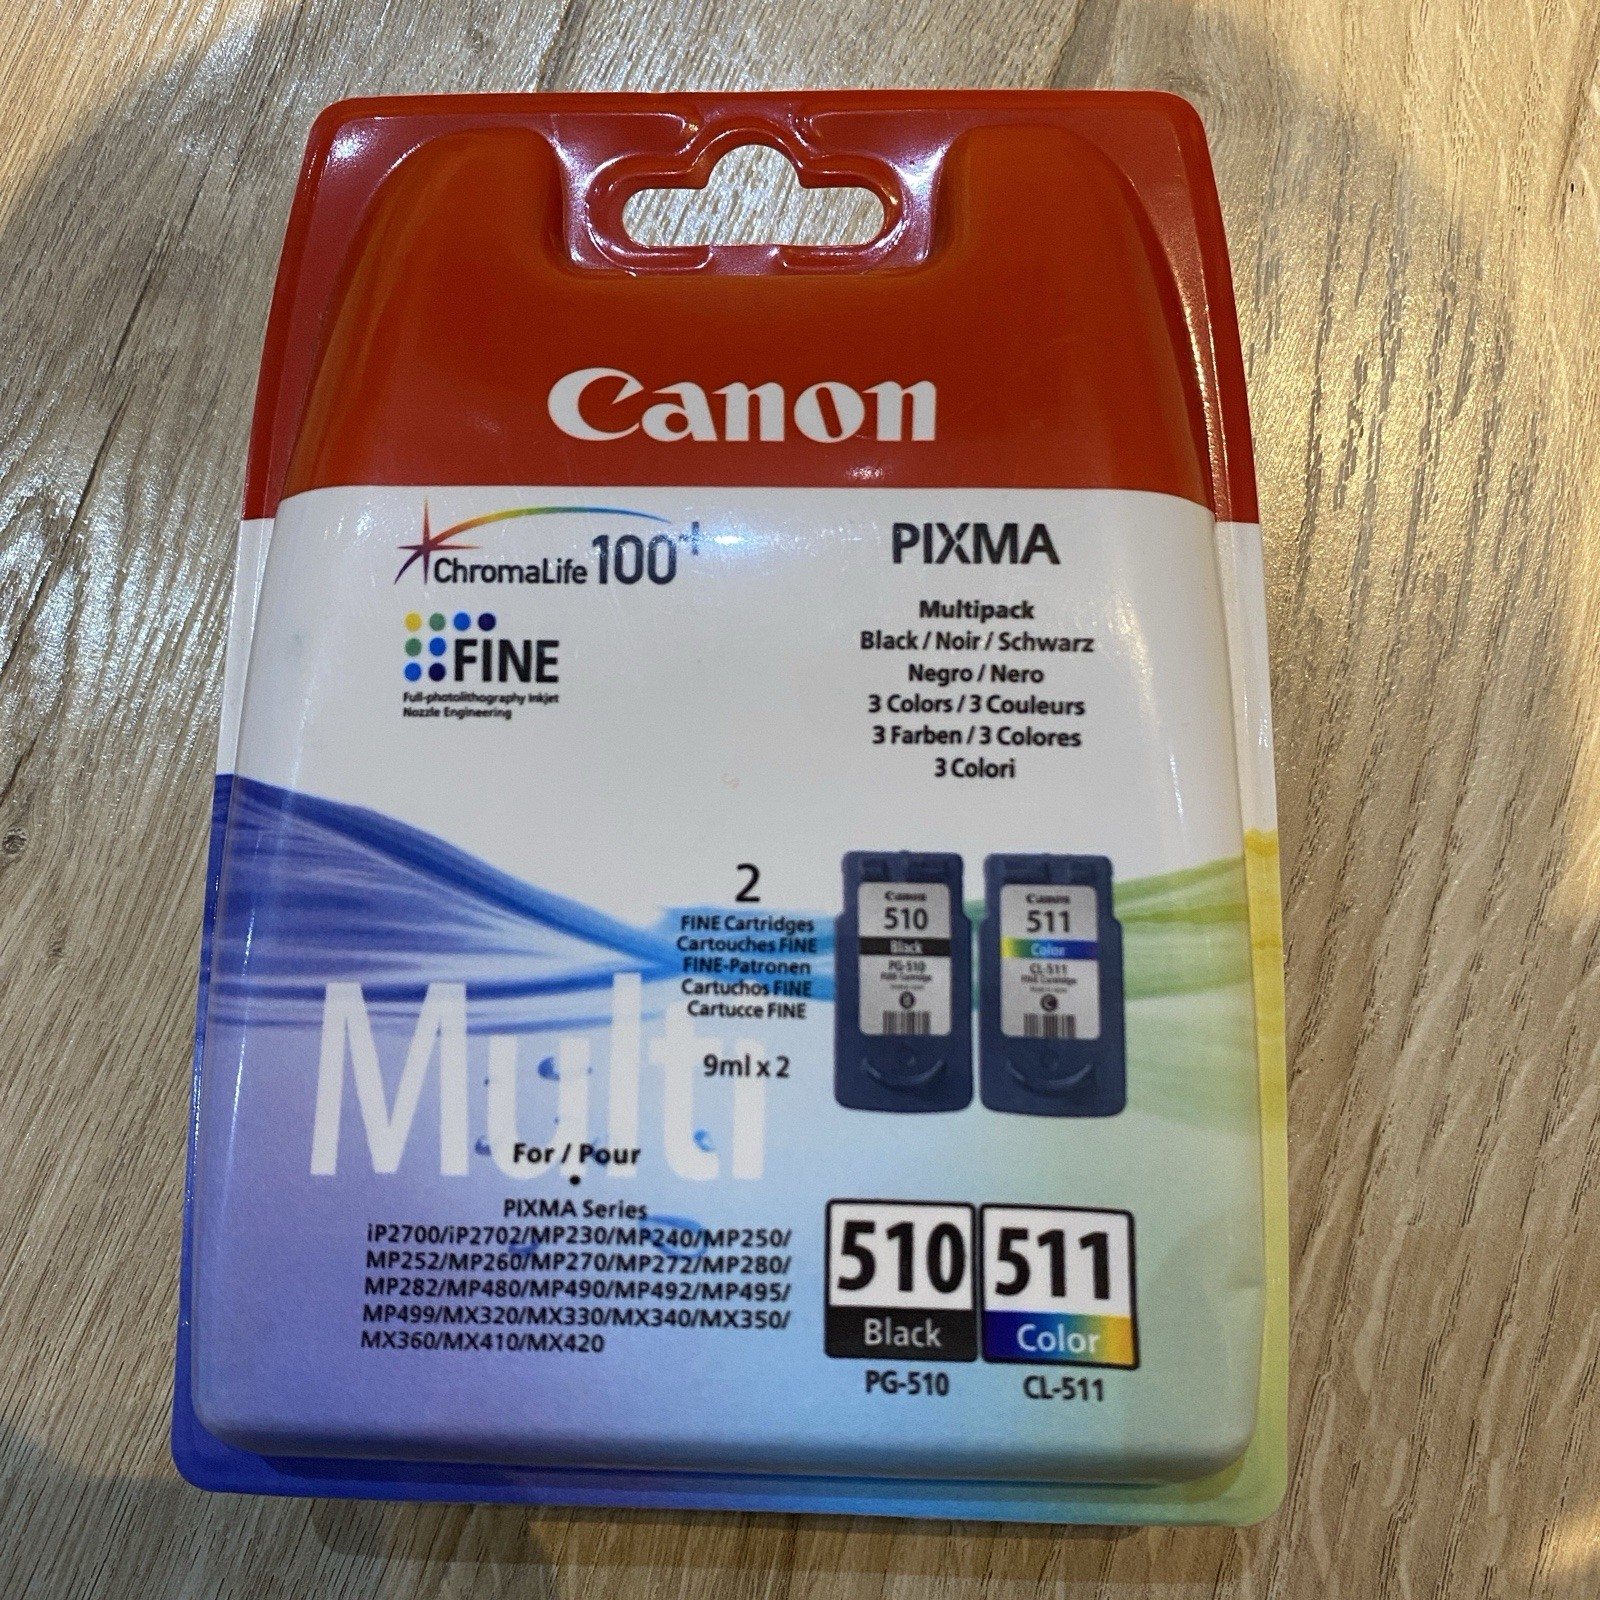 Canon
ChromaLife 100+
FINE
Full-photolithography Inkjet
Nozzle Engineering
PIXMA
Multipack
Black / Noir / Schwarz
Negro / Nero
3 Colors / 3 Couleurs
3 Farben / 3 Colores
3 Colori
2
FINE Cartridges
Cartouches FINE
FINE-Patronen
Cartuchos FINE
Cartucce FINE
9ml x 2
Canon
510
Black
PG-510
FINE Cartridge
B
Canon
511
Color
CL-511
FINE Cartridge
C
Multi
For / Pour
•
PIXMA Series
iP2700/iP2702/MP230/MP240/MP250/
MP252/MP260/MP270/MP272/MP280/
MP282/MP480/MP490/MP492/MP495/
MP499/MX320/MX330/MX340/MX350/
MX360/MX410/MX420
510
Black
PG-510
511
Color
CL-511